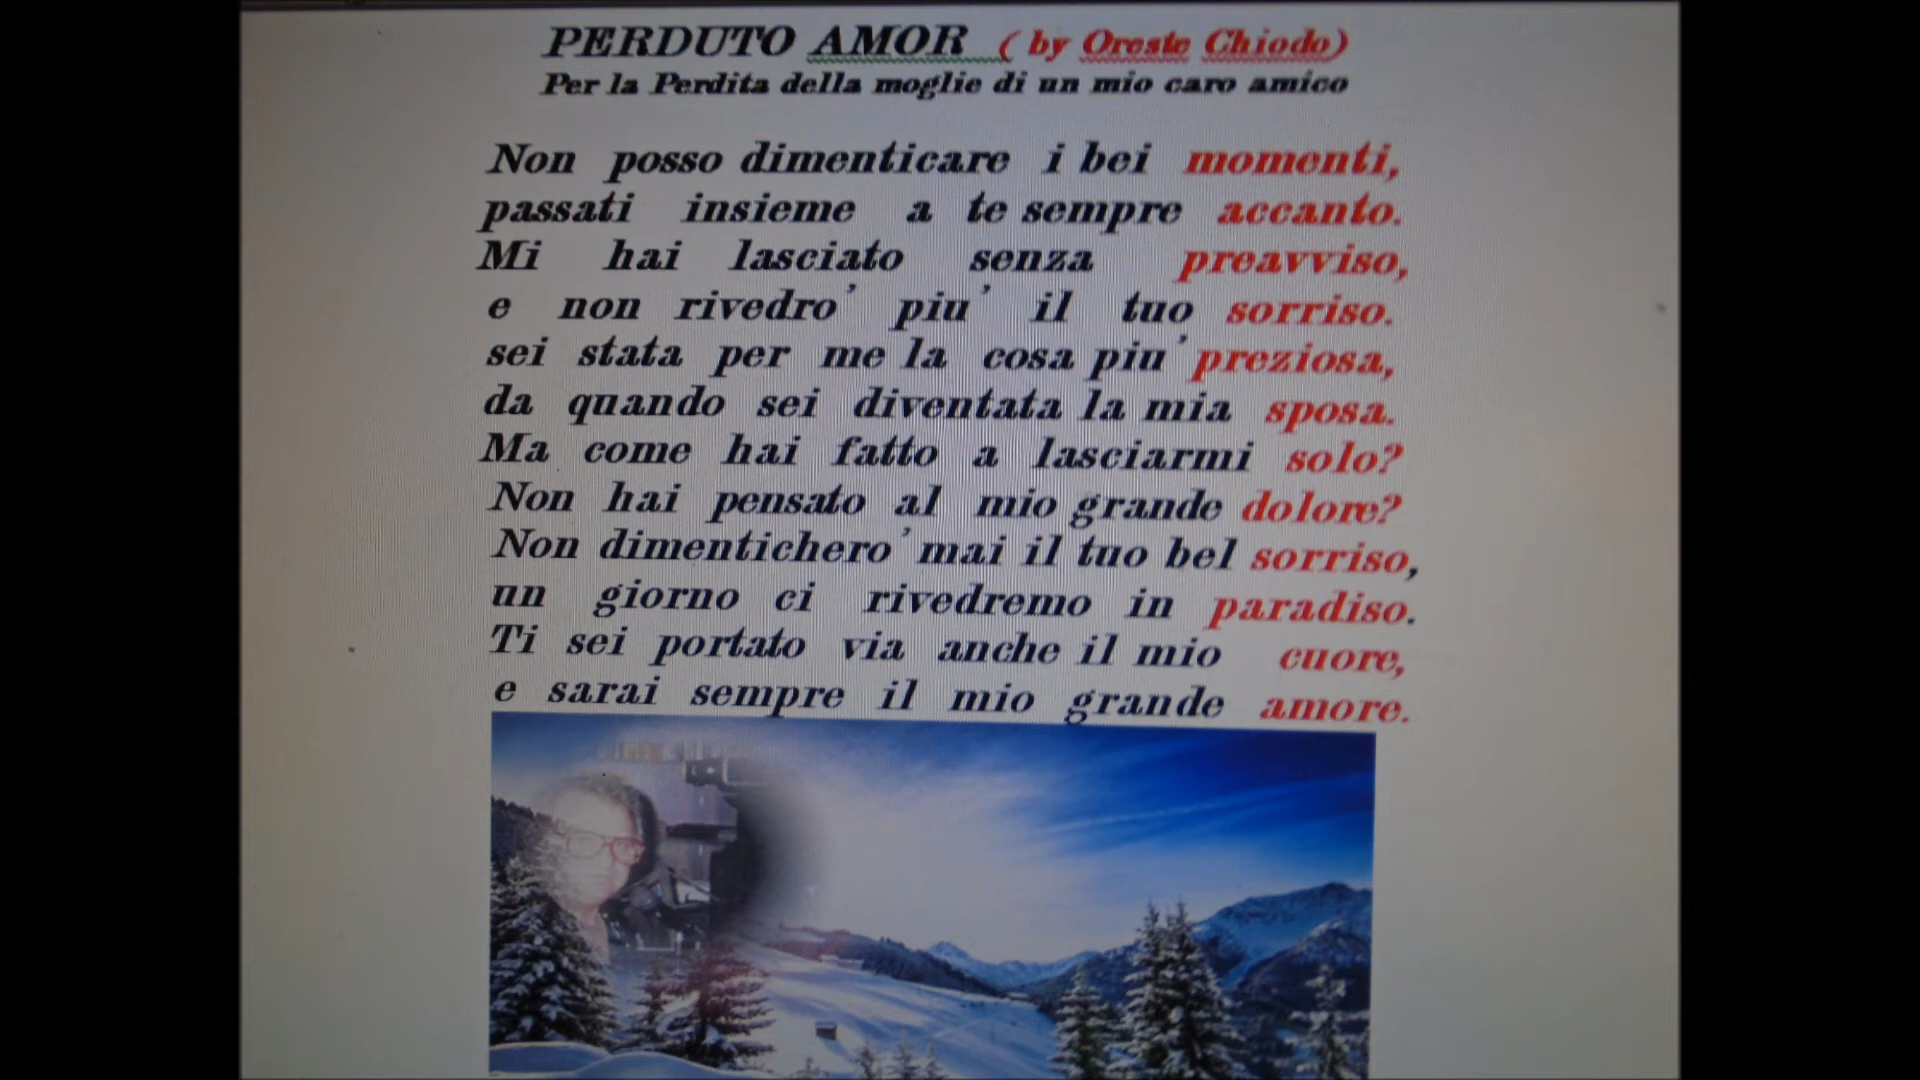 PERDUTO AMOR ( by Oreste Chiodo)
Per la Perdita della moglie di un mio caro amico
Non posso dimenticare i bei momenti,
passati insieme a te sempre accanto.
Mi hai lasciato senza preavviso,
e non rivedro' piu' il tuo sorriso.
sei stata per me la cosa piu' preziosa,
da quando sei diventata la mia sposa.
Ma come hai fatto a lasciarmi solo?
Non hai pensato al mio grande dolore?
Non dimentichero' mai il tuo bel sorriso,
un giorno ci rivedremo in paradiso.
Ti sei portato via anche il mio cuore,
e sarai sempre il mio grande amore.